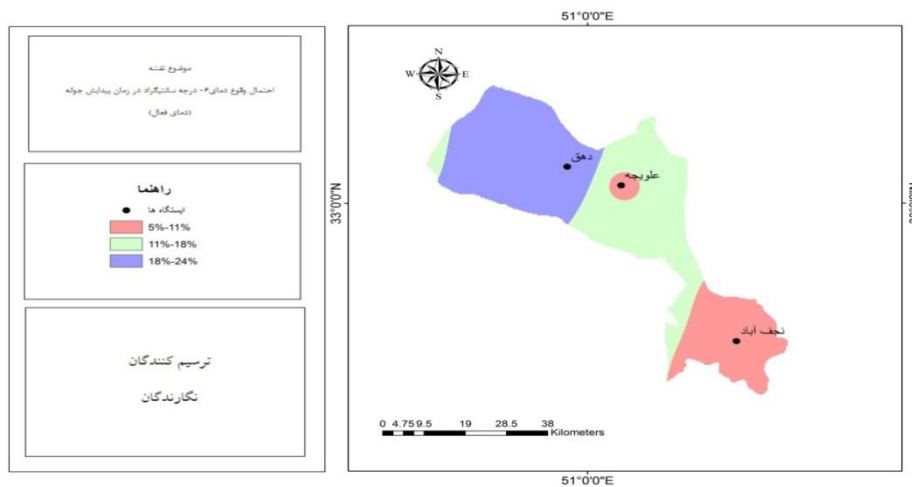 موضوع نقشه
احتمال وقوع دمای ۴- درجه سانتیگراد در زمان پیدایش جوانه
(دمای فعال)
راهنما
ایستگاه ها
5%-11%
11%-18%
18%-24%
ترسیم کنندگان
نگارندگان
51°0'0"E
N
W
E
S
دهق
علویجه
33°0'0"N
نجف آباد
0 4.75 9.5 19 28.5 38
Kilometers
51°0'0"E